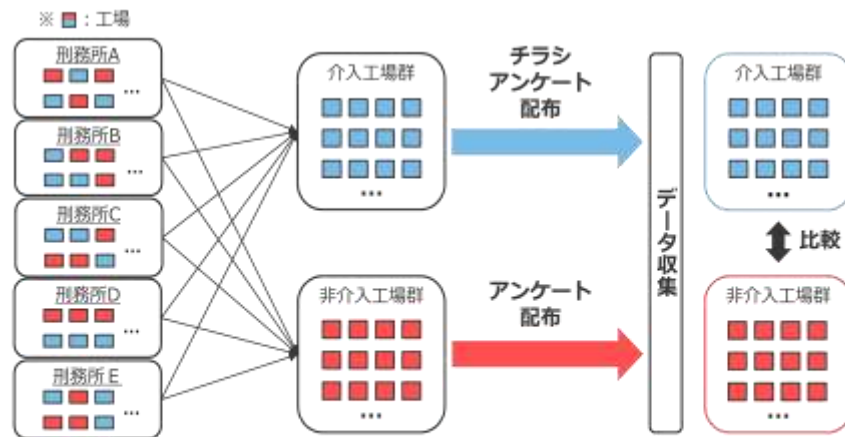 ※ : 工場
刑務所A
...
刑務所B
...
刑務所C
...
刑務所D
...
刑務所E
...
介入工場群
...
非介入工場群
...
チラシ
アンケート
配布
アンケート
配布
データ収集
介入工場群
...
比較
非介入工場群
...